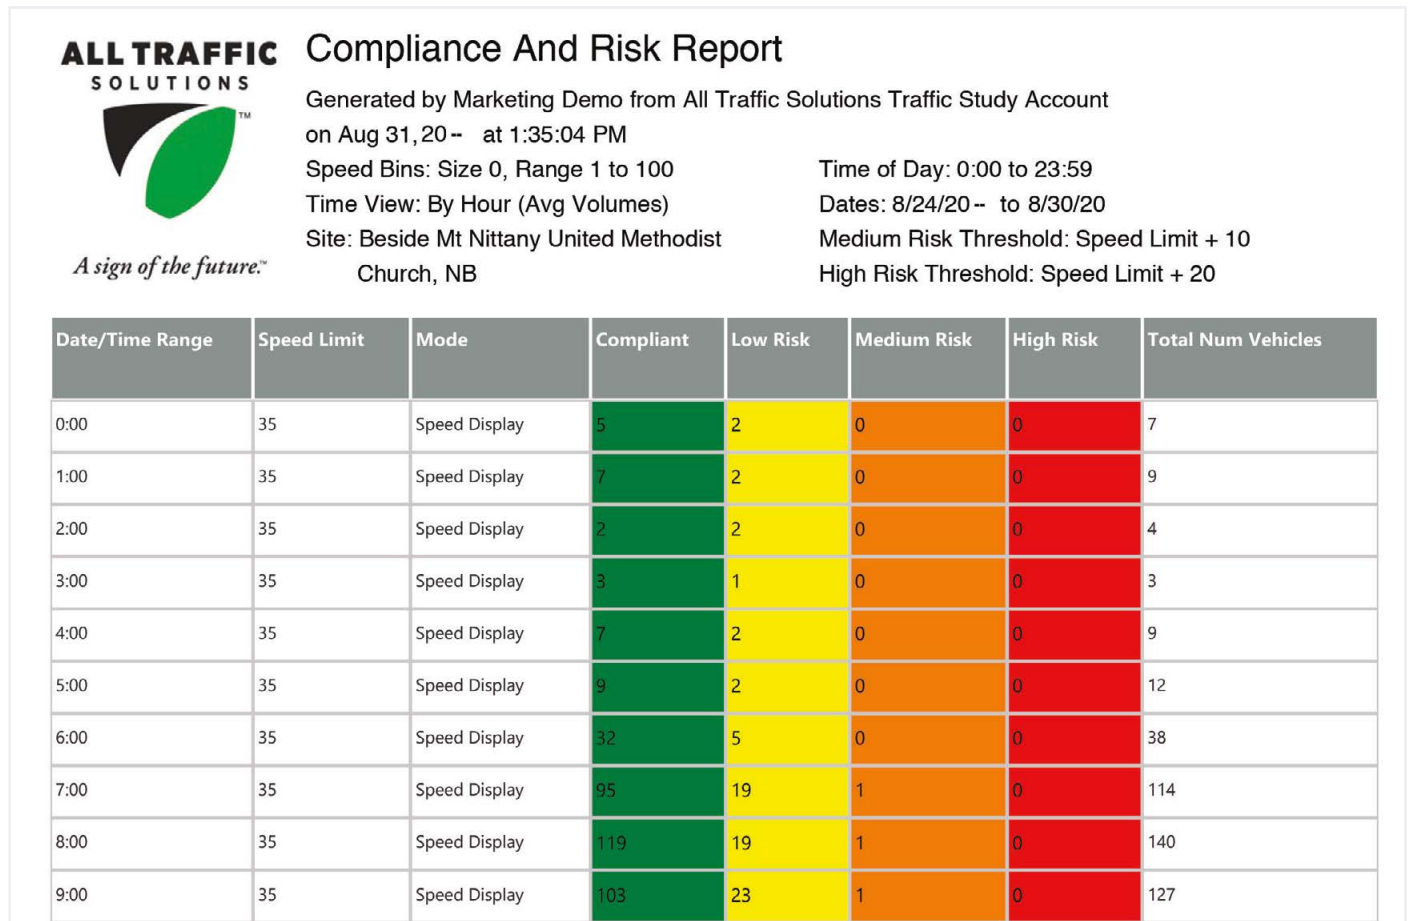 ALL TRAFFIC
SOLUTIONS
TM
A sign of the future.™
Compliance And Risk Report
Generated by Marketing Demo from All Traffic Solutions Traffic Study Account
on Aug 31, 20-- at 1:35:04 PM
Speed Bins: Size 0, Range 1 to 100
Time of Day: 0:00 to 23:59
Time View: By Hour (Avg Volumes)
Dates: 8/24/20-- to 8/30/20
Site: Beside Mt Nittany United Methodist
Church, NB
Medium Risk Threshold: Speed Limit + 10
High Risk Threshold: Speed Limit + 20
Date/Time Range Speed Limit Mode Compliant Low Risk Medium Risk High Risk Total Num Vehicles
0:00 35 Speed Display 5 2 0 0 7
1:00 35 Speed Display 7 2 0 0 9
2:00 35 Speed Display 2 2 0 0 4
3:00 35 Speed Display 3 1 0 0 3
4:00 35 Speed Display 7 2 0 0 9
5:00 35 Speed Display 9 2 0 0 12
6:00 35 Speed Display 32 5 0 0 38
7:00 35 Speed Display 95 19 1 0 114
8:00 35 Speed Display 119 19 1 0 140
9:00 35 Speed Display 103 23 1 0 127